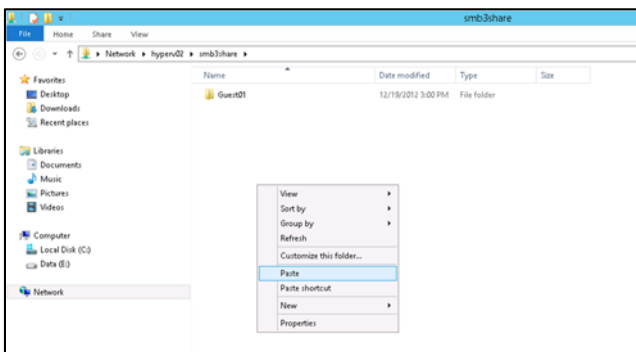 smb3share
File Home Share View
Network hyperv02 smb3share
Name Date modified Type Size
Favorites
Desktop
Downloads
Recent places
Libraries
Documents
Music
Pictures
Videos
Computer
Local Disk (C:)
Data (E:)
Network
Guest01 12/19/2012 3:00 PM File folder
View
Sort by
Group by
Refresh
Customize this folder...
Paste
Paste shortcut
New
Properties